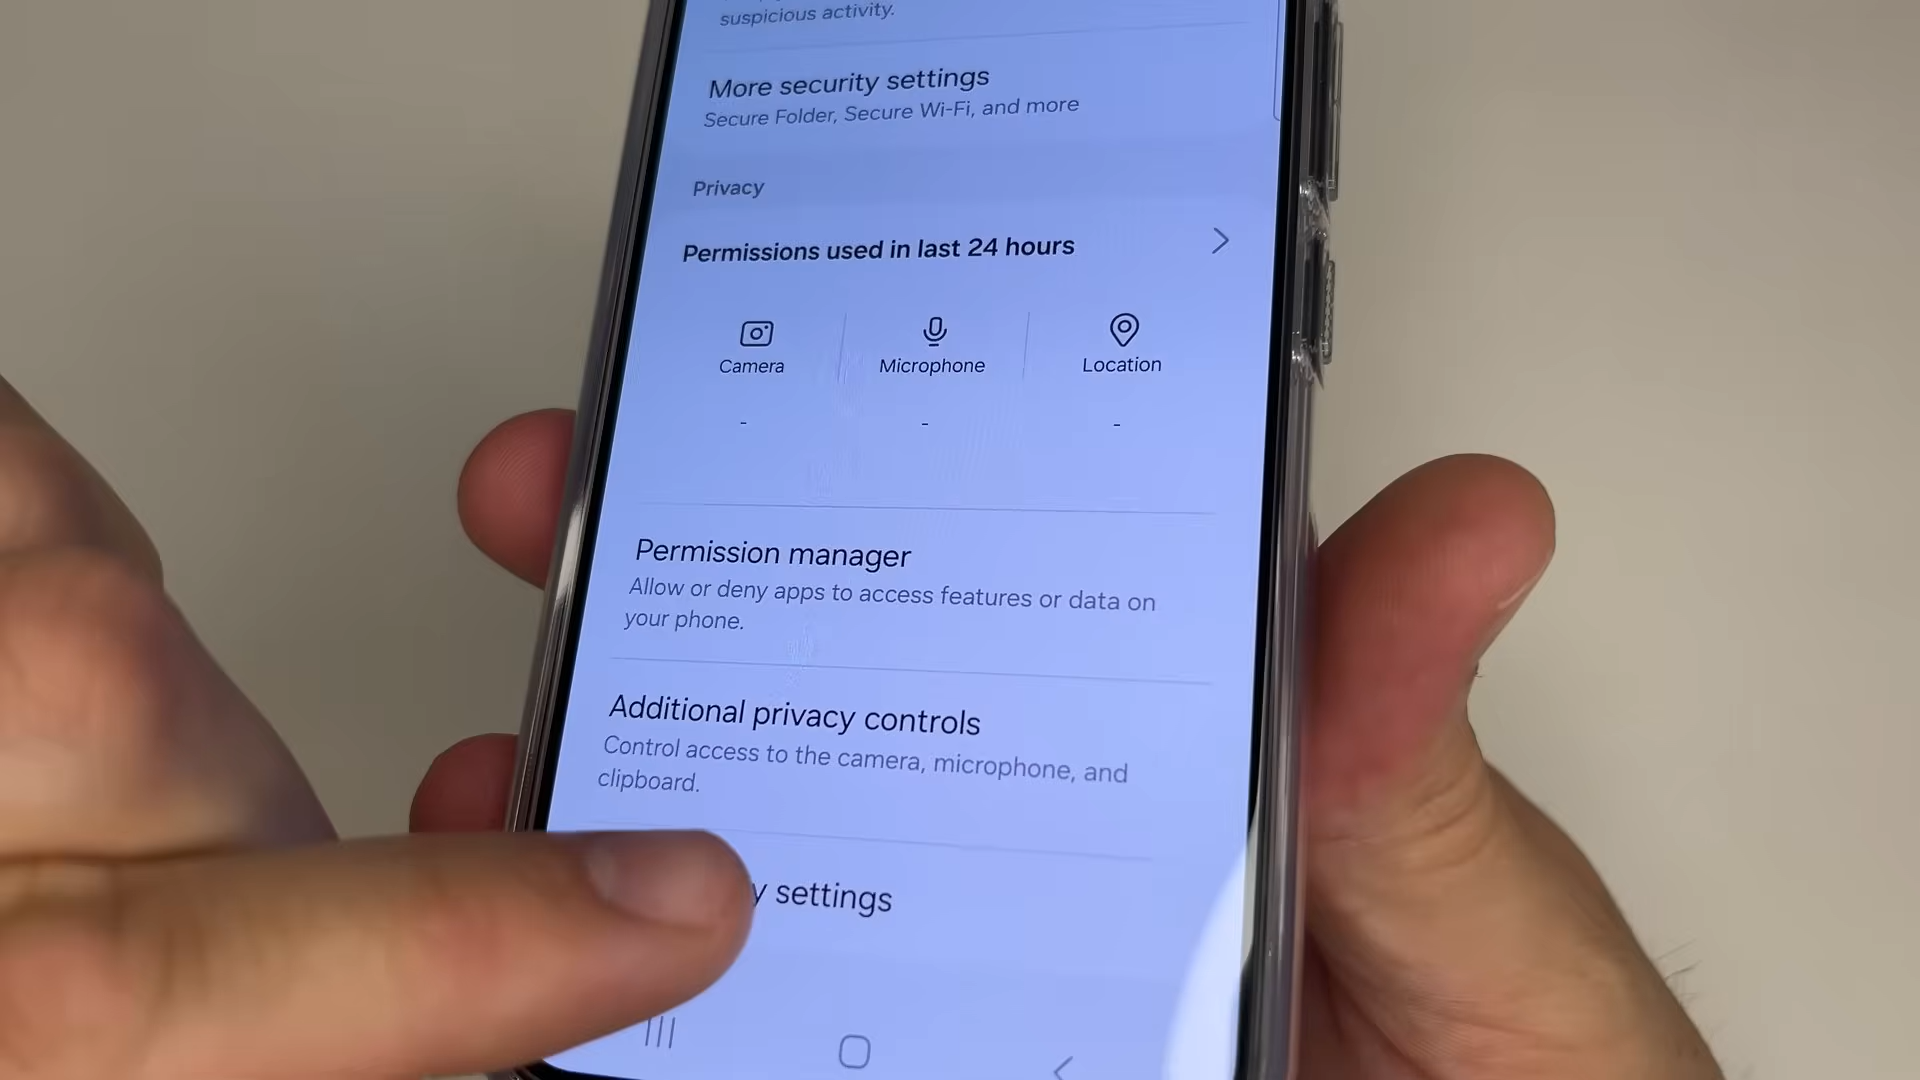 suspicious activity.
More security settings
Secure Folder, Secure Wi-Fi, and more
Privacy
Permissions used in last 24 hours
Camera
Microphone
Location
-
-
-
Permission manager
Allow or deny apps to access features or data on
your phone.
Additional privacy controls
Control access to the camera, microphone, and
clipboard.
settings